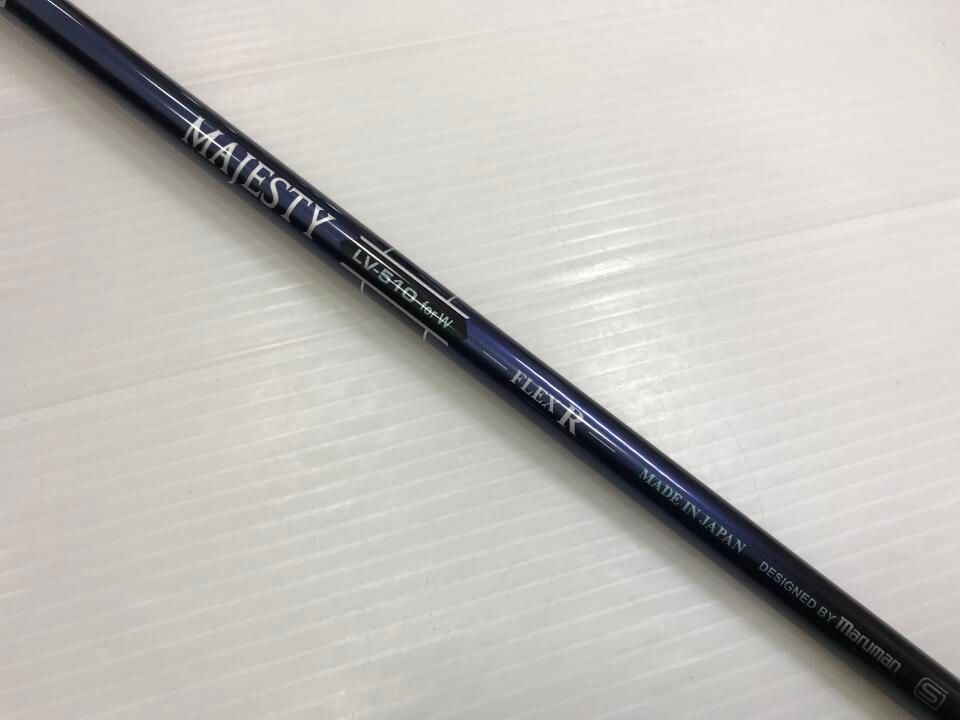 MAJESTY
LV-510 for W
FLEX R
MADE IN JAPAN
DESIGNED BY maruman
S